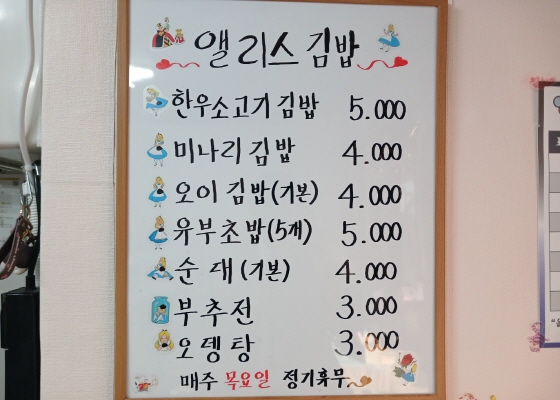 앨리스김밥
한우소고기김밥 5.000
미나리김밥 4.000
오이김밥(기본) 4.000
유부초밥(5개) 5.000
순대(기본) 4.000
부추전 3.000
오뎅탕 3.000
매주 목요일 정기휴무